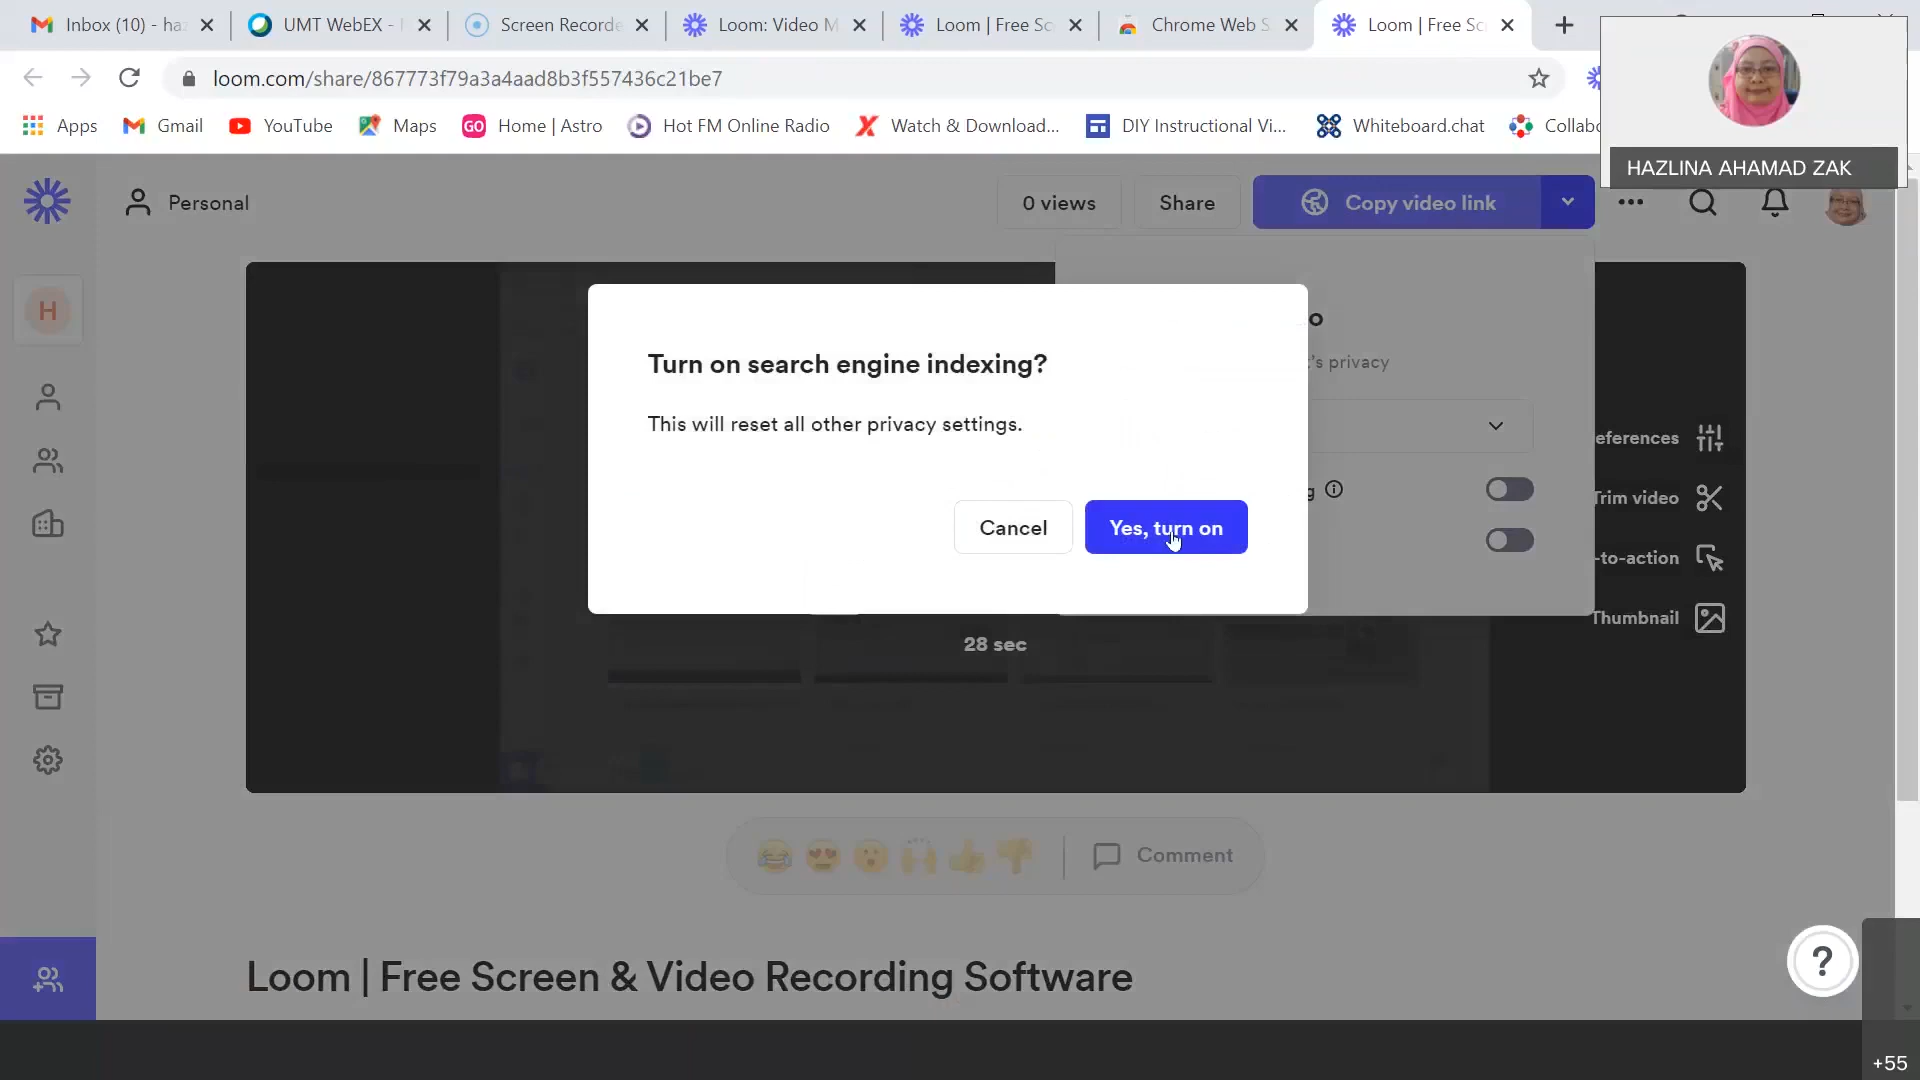 Inbox (10) - haz
UMT WebEX -
Screen Recorde
Loom: Video M
Loom | Free Sc
Chrome Web S
Loom | Free Sc
loom.com/share/867773f79a3a4aad8b3f557436c21be7
Apps
Gmail
YouTube
Maps
GO
Home | Astro
Hot FM Online Radio
Watch & Download...
DIY Instructional Vi...
Whiteboard.chat
Collabo
HAZLINA AHAMAD ZAK
Personal
0 views
Share
Copy video link
H
o
Turn on search engine indexing?
't's privacy
This will reset all other privacy settings.
eferences
g
Trim video
Cancel
Yes, turn on
-to-action
Thumbnail
28 sec
Comment
Loom | Free Screen & Video Recording Software
?
+55